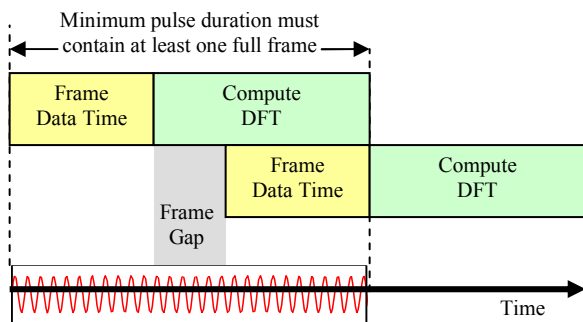 Minimum pulse duration must
contain at least one full frame
Frame
Data Time
Compute
DFT
Frame
Data Time
Compute
DFT
Frame
Gap
Time